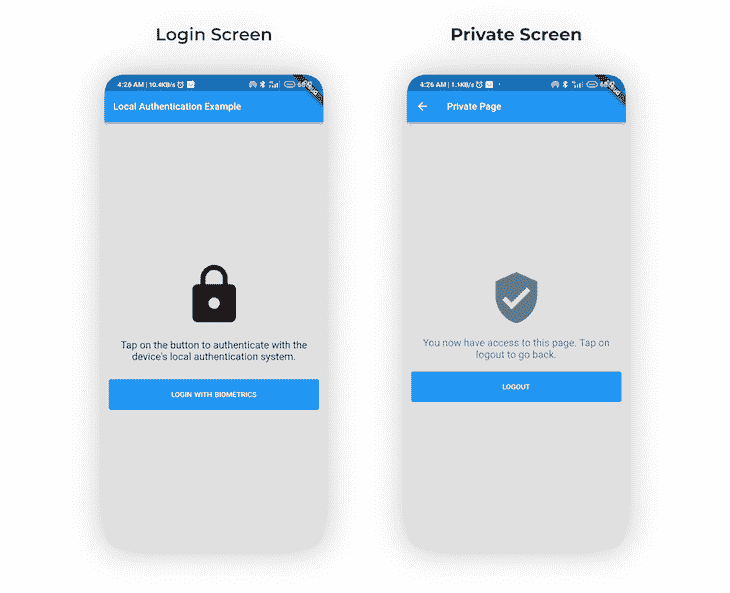 Login Screen
Private Screen
4:26 AM | 10.4KB/s
Local Authentication Example
Tap on the button to authenticate with the
device's local authentication system.
LOGIN WITH BIOMETRICS
4:26 AM | 1.1KB/s
Private Page
You now have access to this page. Tap on
logout to go back.
LOGOUT